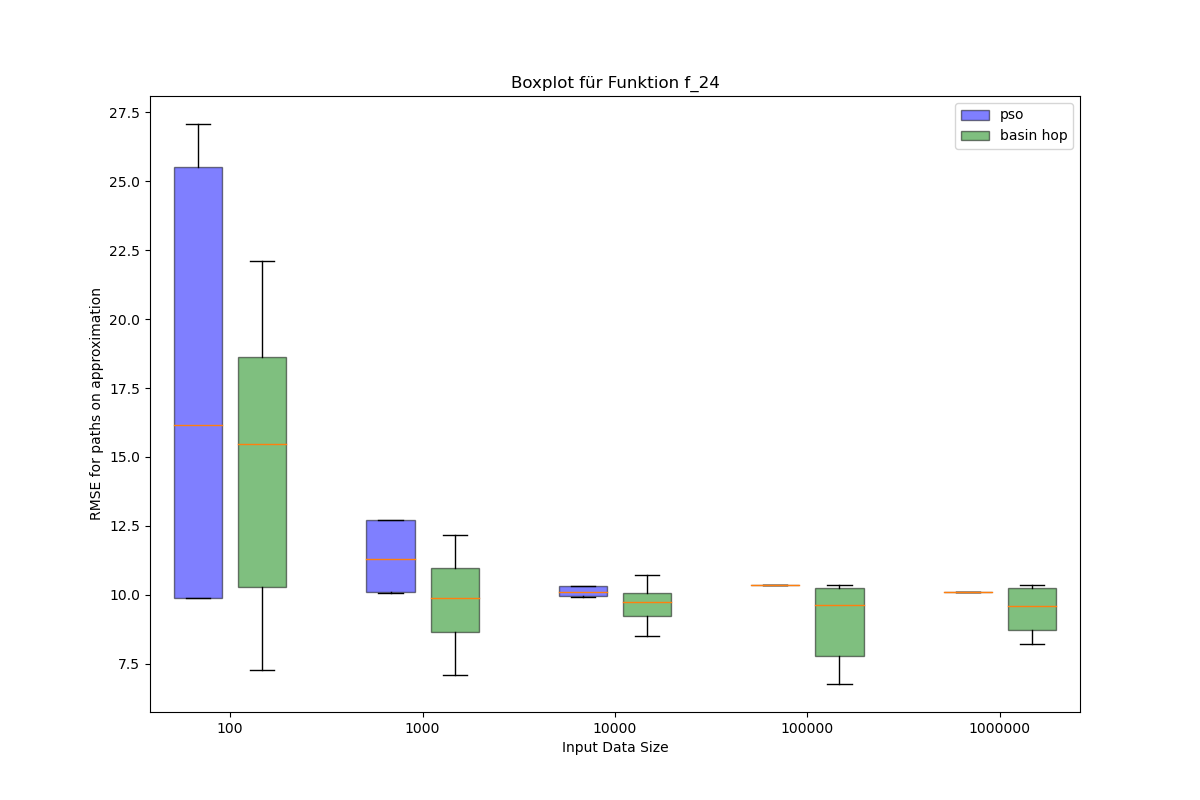 Boxplot für Funktion f_24
pso
basin hop
RMSE for paths on approximation
27.5
25.0
22.5
20.0
17.5
15.0
12.5
10.0
7.5
100
1000
10000
100000
1000000
Input Data Size